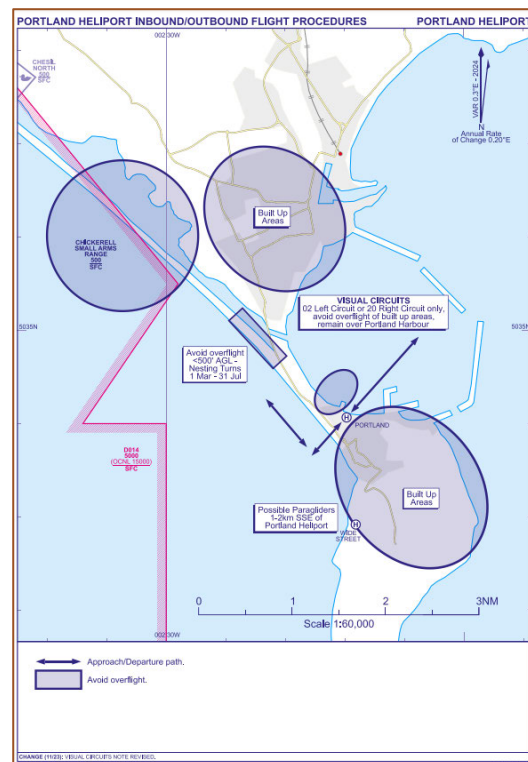 PORTLAND HELIPORT INBOUND/OUTBOUND FLIGHT PROCEDURES
PORTLAND HELIPORT
002 30W
CHESIL
NORTH
500
SFC
VAR 0.3°E - 2024
N
Annual Rate
of Change 0.20°E
Built Up
Areas
CHICKERELL
SMALL ARMS
RANGE
500
SFC
VISUAL CIRCUITS
02 Left Circuit or 20 Right Circuit only,
avoid overflight of built up areas,
remain over Portland Harbour
5035N
5035N
Avoid overflight
<500' AGL -
Nesting Turns
1 Mar - 31 Jul
H
PORTLAND
D014
5000
(OCNL 15000)
SFC
Built Up
Areas
Possible Paragliders
1-2km SSE of
Portland Heliport
H
WIDE
STREET
0 1 2 3NM
Scale 1:60,000
002 30W
Approach/Departure path.
Avoid overflight.
CHANGE (11/23): VISUAL CIRCUITS NOTE REVISED.